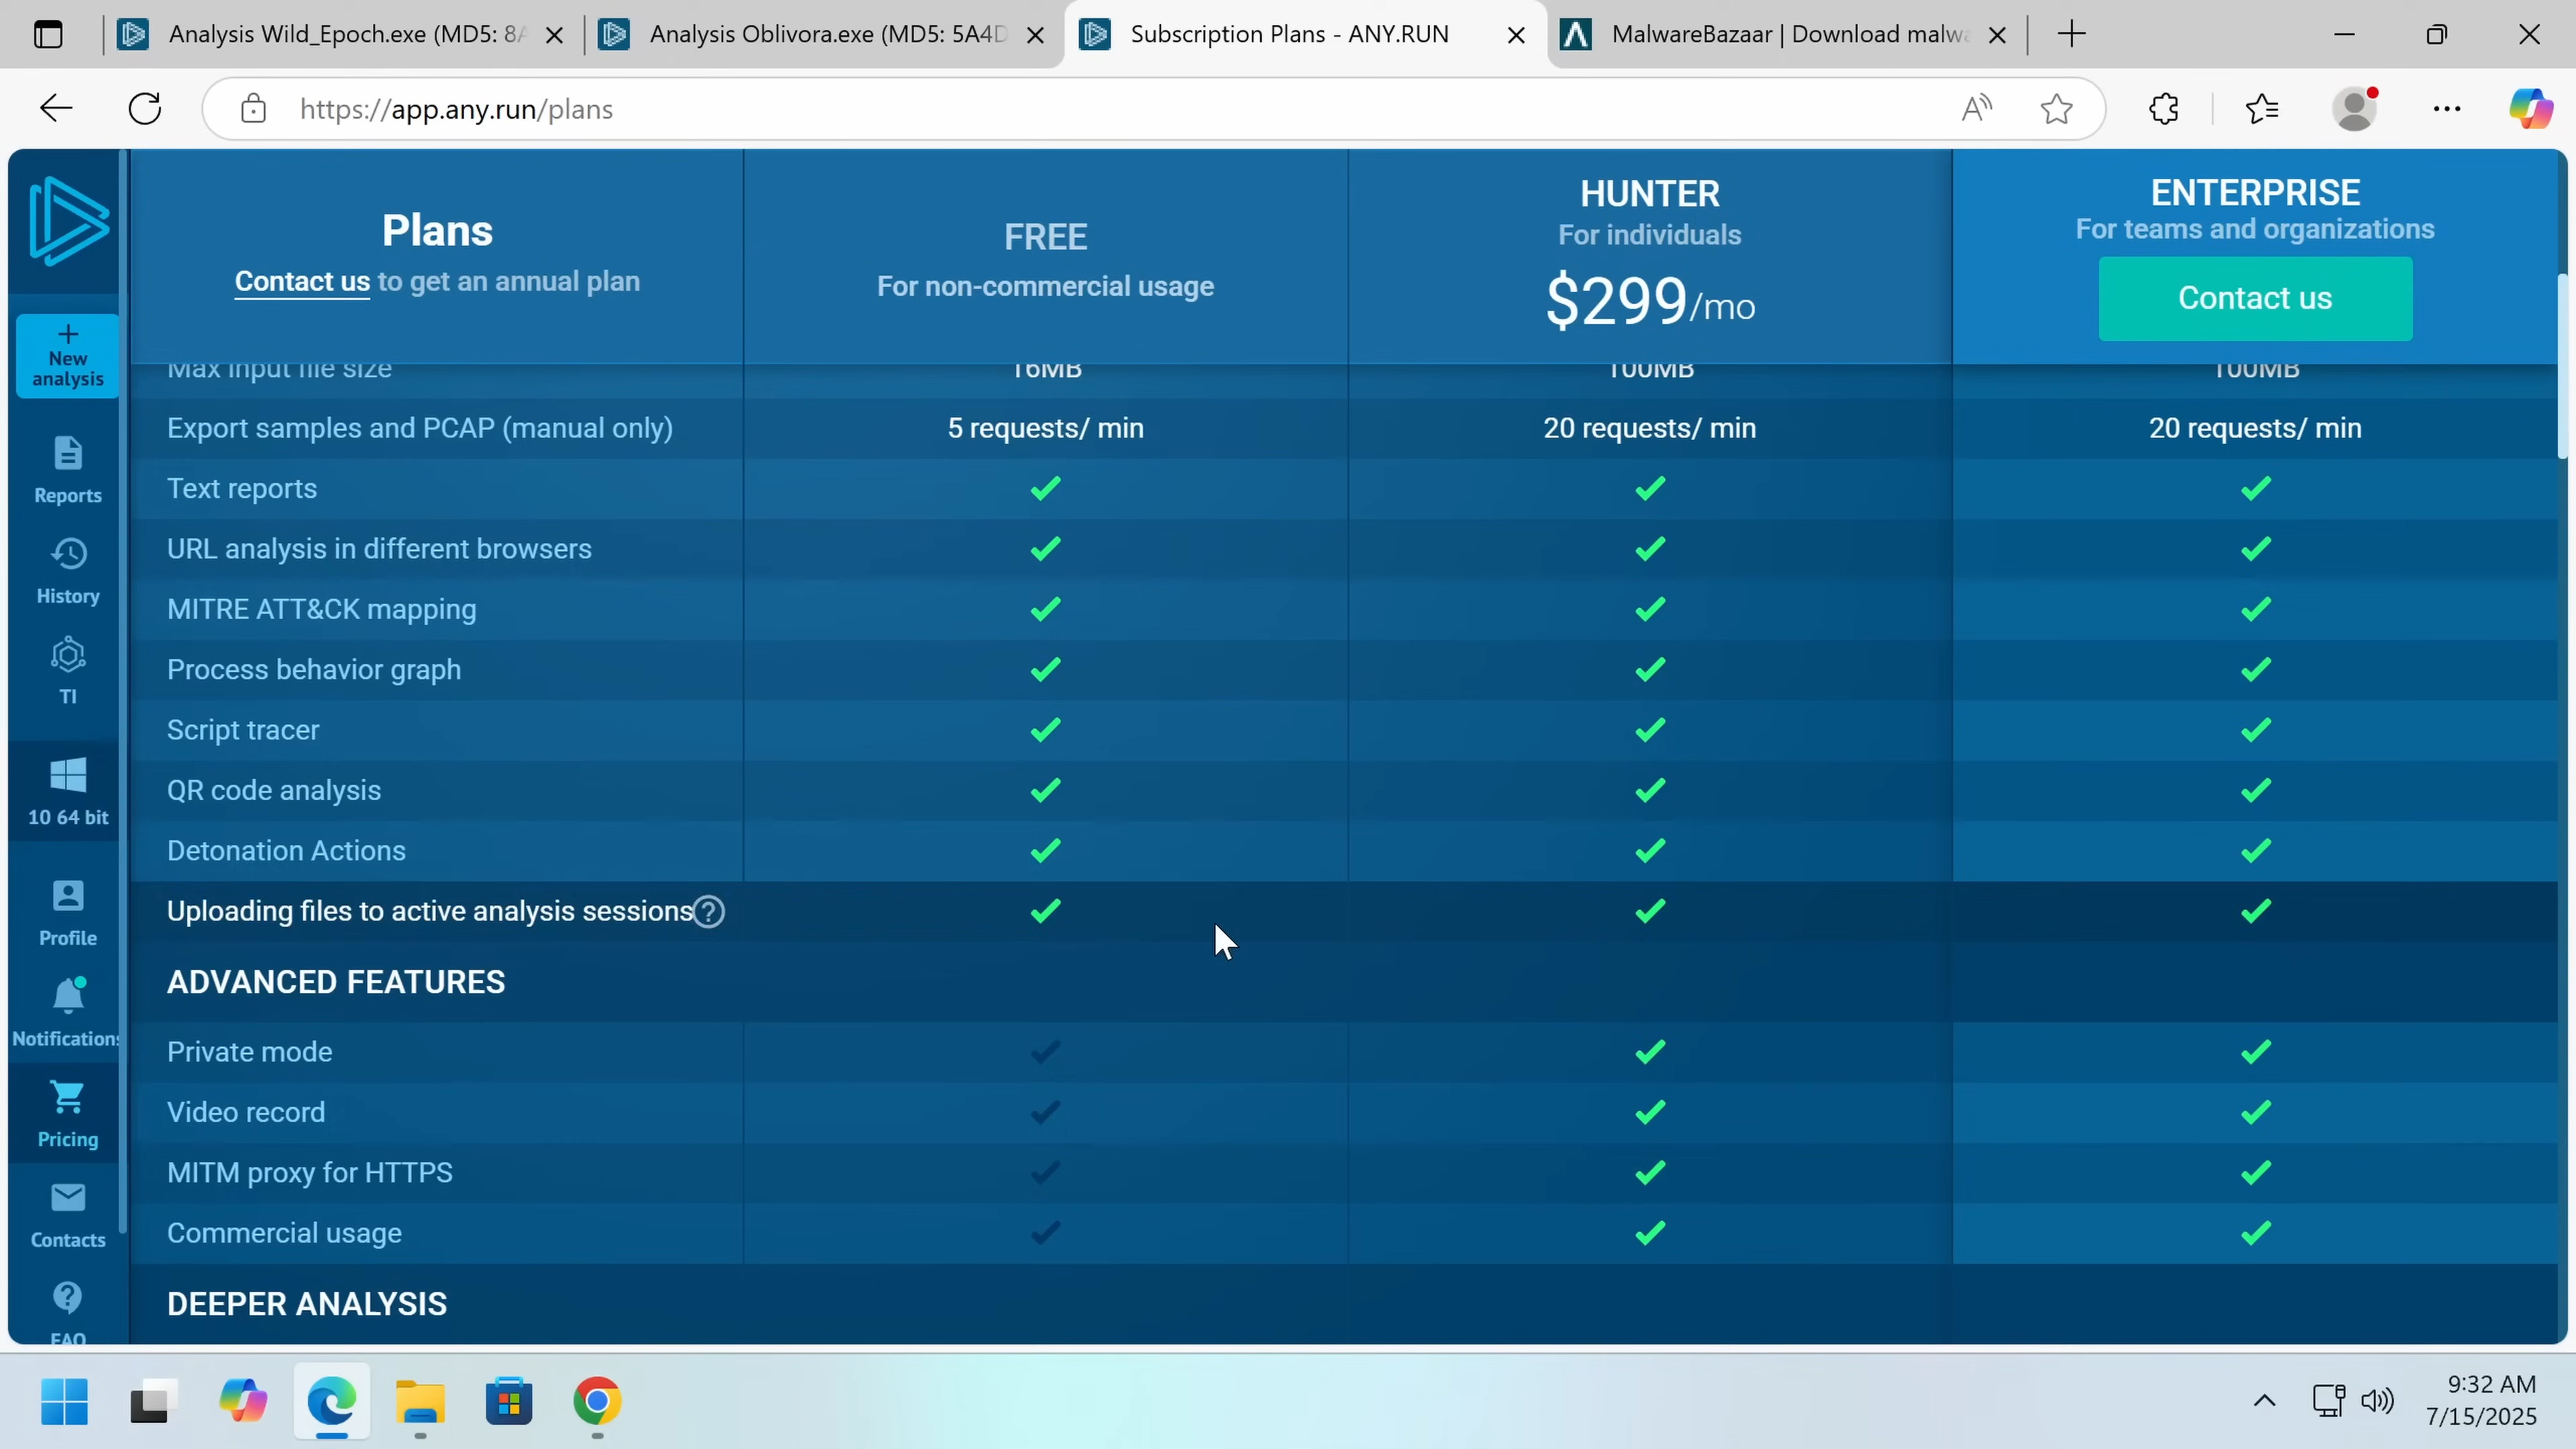 Analysis Wild_Epoch.exe (MD5: 8A
Analysis Oblivora.exe (MD5: 5A4D
Subscription Plans - ANY.RUN
MalwareBazaar | Download malwa
https://app.any.run/plans
New
analysis
Reports
History
TI
10 64 bit
Profile
Notifications
Pricing
Contacts
FAQ
Plans
Contact us to get an annual plan
FREE
For non-commercial usage
HUNTER
For individuals
$299/mo
ENTERPRISE
For teams and organizations
Contact us
Max input file size 16MB 100MB 100MB
Export samples and PCAP (manual only) 5 requests/ min 20 requests/ min 20 requests/ min
Text reports
URL analysis in different browsers
MITRE ATT&CK mapping
Process behavior graph
Script tracer
QR code analysis
Detonation Actions
Uploading files to active analysis sessions
ADVANCED FEATURES
Private mode
Video record
MITM proxy for HTTPS
Commercial usage
DEEPER ANALYSIS
9:32 AM
7/15/2025